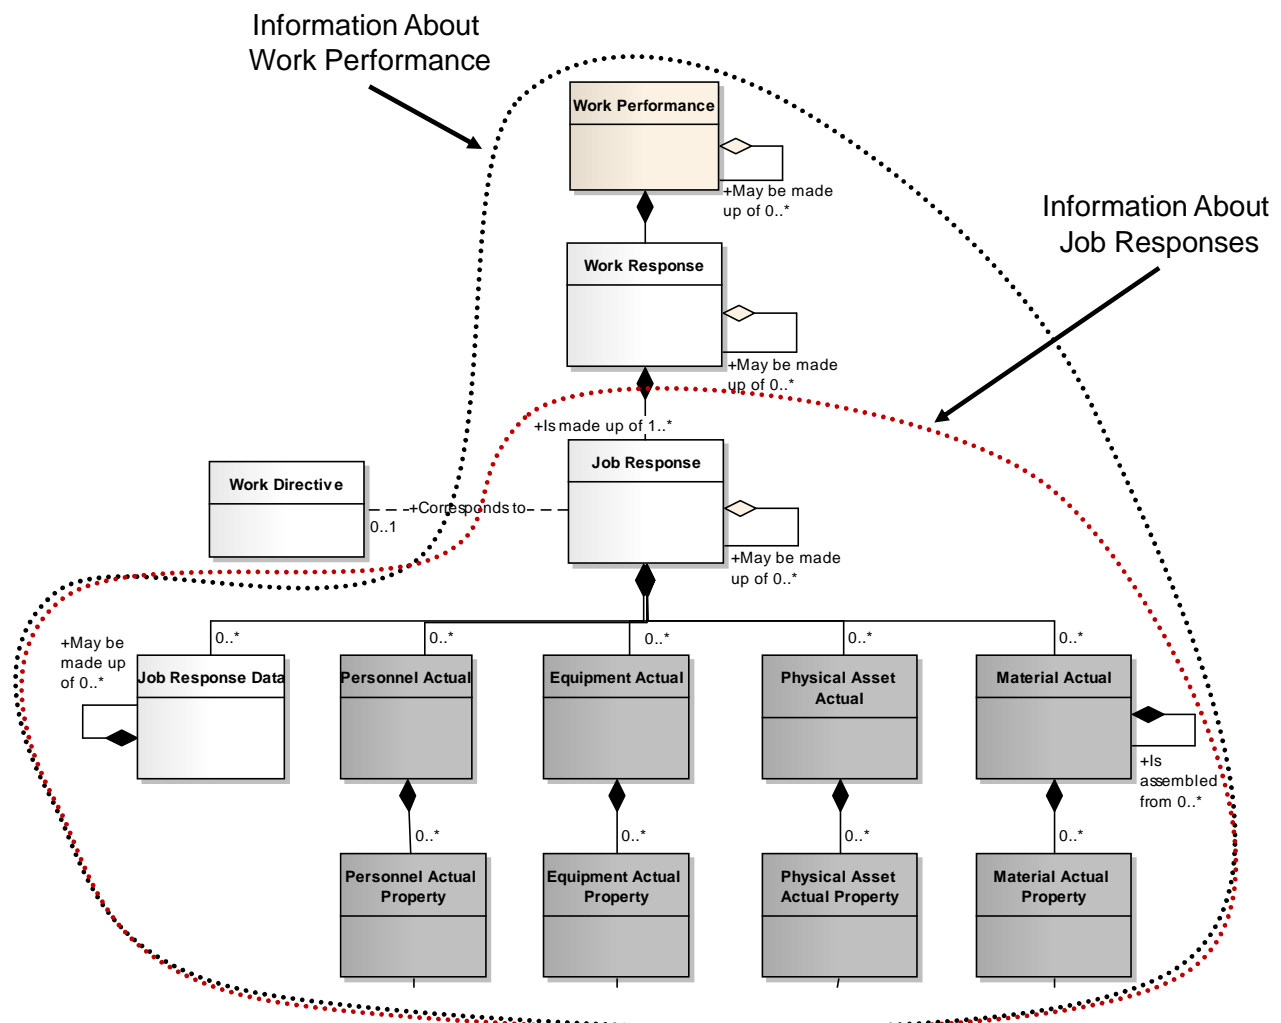 Information About
Work Performance
Work Performance
+May be made
up of 0..*
Information About
Job Responses
Work Response
+May be made
up of 0..*
+Is made up of 1..*
Job Response
Work Directive
+Corresponds to
0..1
+May be made
up of 0..*
+May be
made up
of 0..*
0..*
0..*
0..*
0..*
0..*
Job Response Data
Personnel Actual
Equipment Actual
Physical Asset
Actual
Material Actual
+Is
assembled
from 0..*
0..*
0..*
0..*
0..*
Personnel Actual
Property
Equipment Actual
Property
Physical Asset
Actual Property
Material Actual
Property